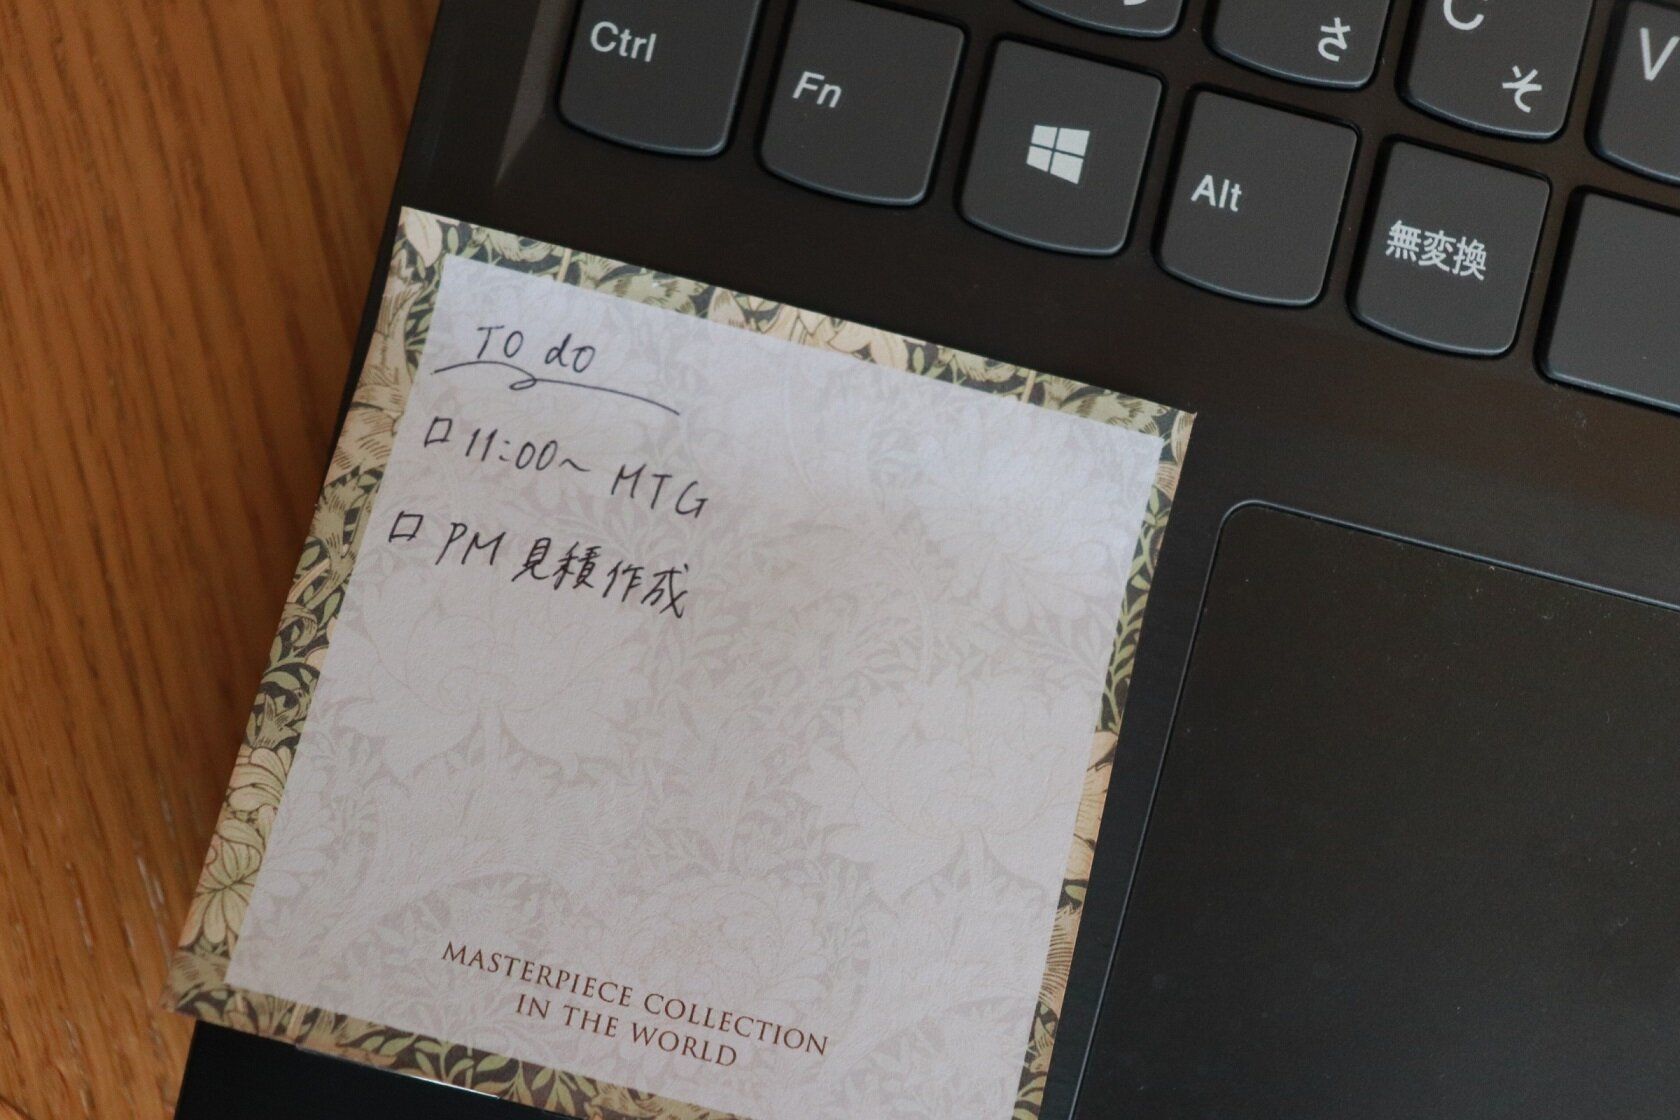 Ctrl
Fn
Alt
無変換
さ
C
そ
V
TO do
□ 11:00~ MTG
□ PM 見積作成
MASTERPIECE COLLECTION
IN THE WORLD